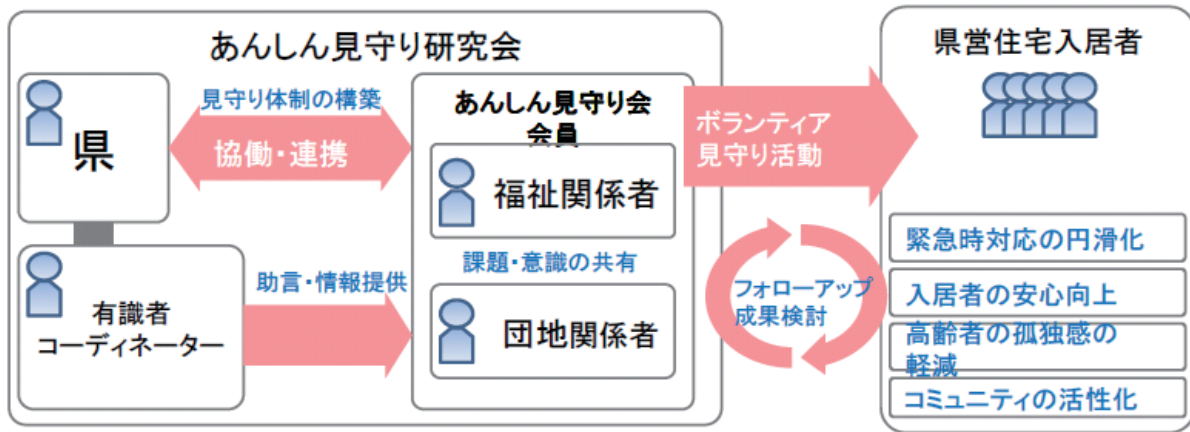 あんしん見守り研究会
県
見守り体制の構築
協働・連携
有識者
コーディネーター
助言・情報提供
あんしん見守り会
会員
福祉関係者
課題・意識の共有
団地関係者
ボランティア
見守り活動
フォローアップ
成果検討
県営住宅入居者
緊急時対応の円滑化
入居者の安心向上
高齢者の孤独感の
軽減
コミュニティの活性化